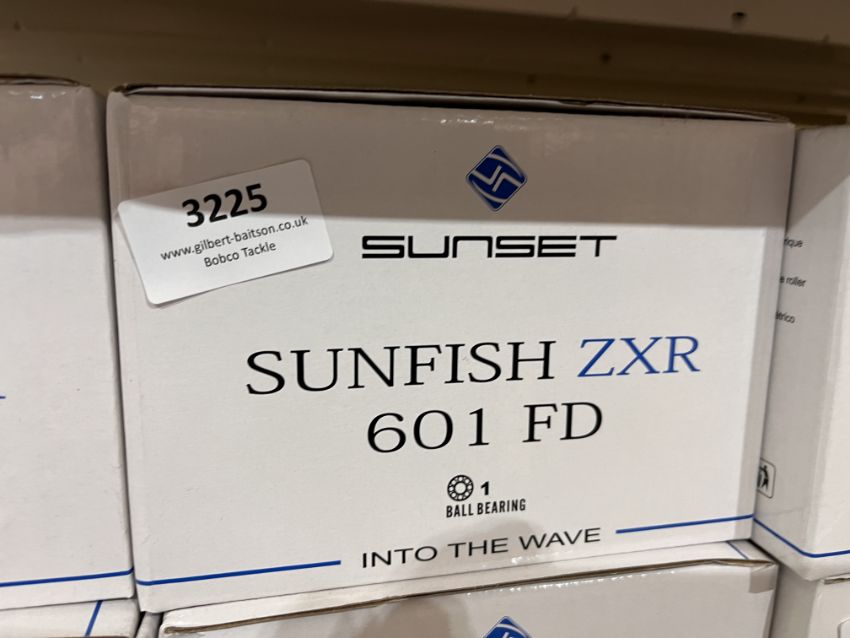 3225
www.gilbert-baitson.co.uk
Bobco Tackle
SUNSET
SUNFISH ZXR
601 FD
1
BALL BEARING
INTO THE WAVE
roller